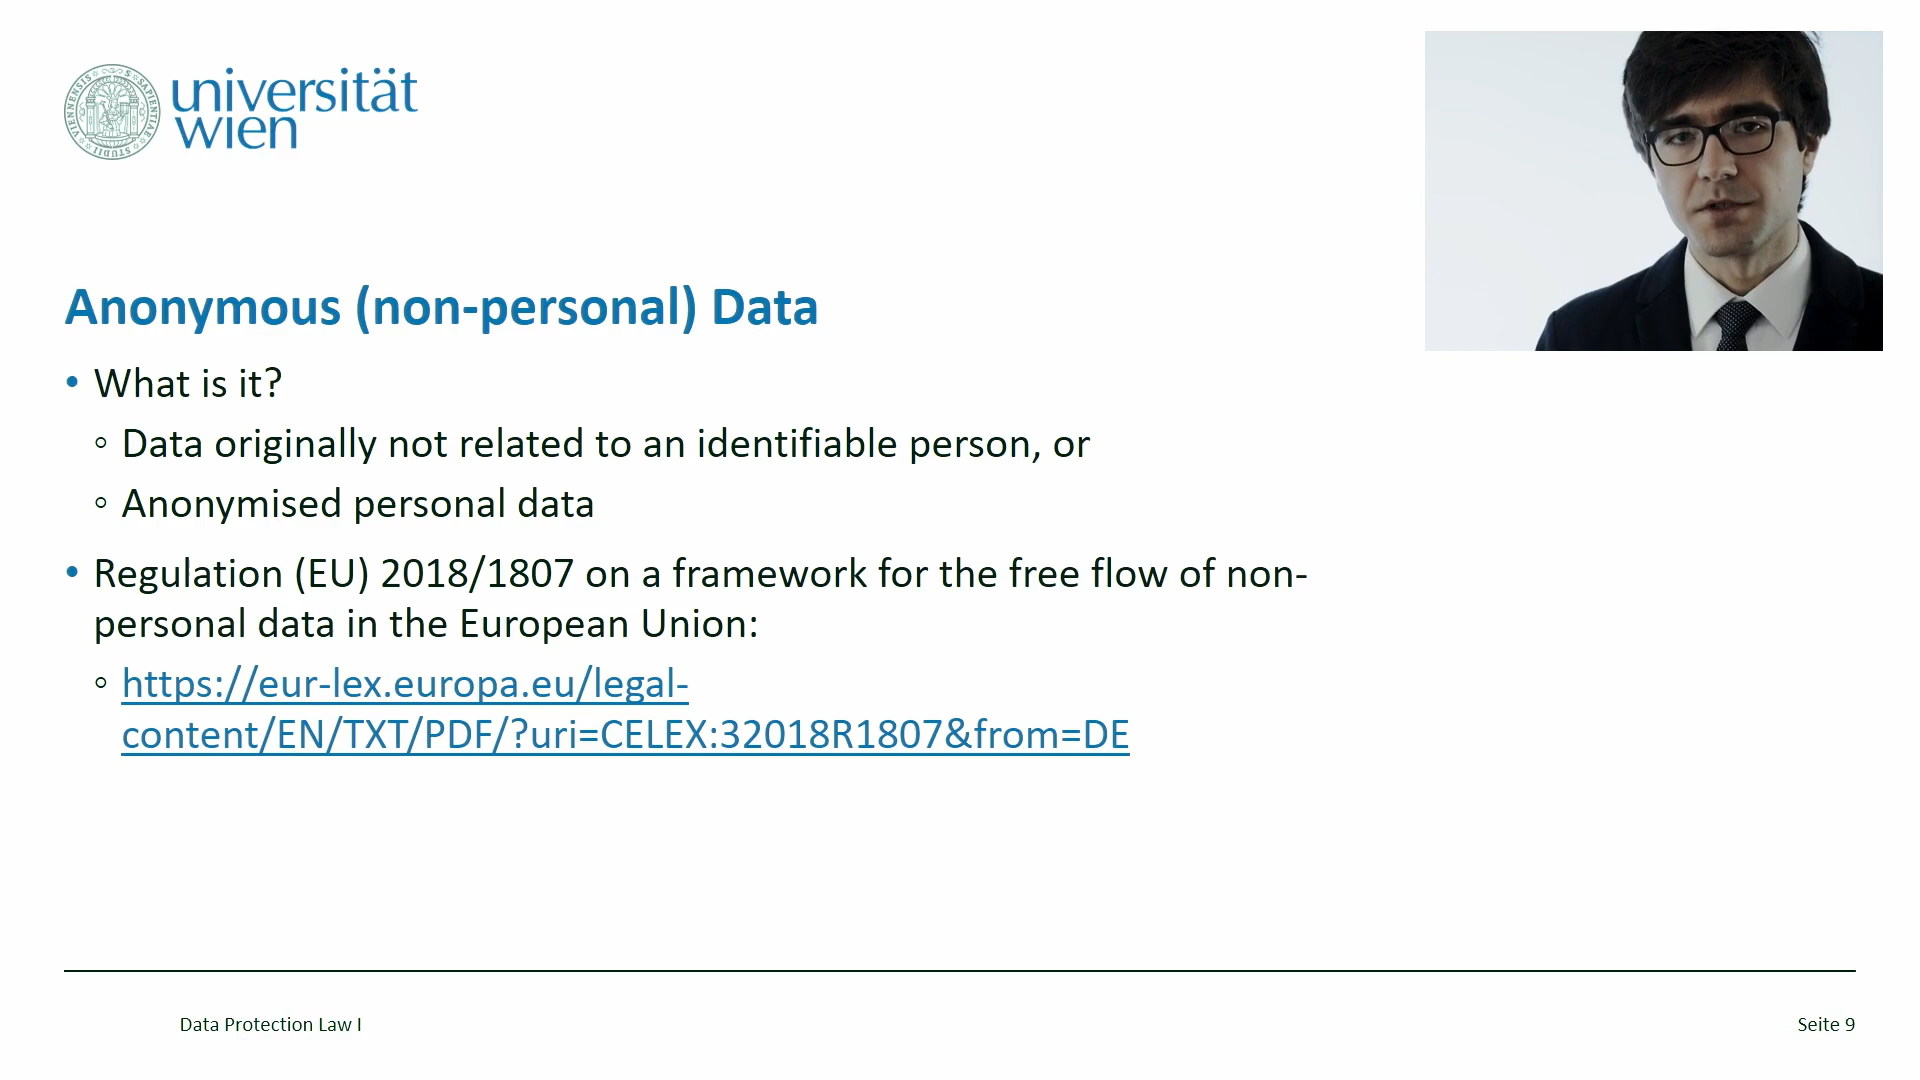 universität
wien
Anonymous (non-personal) Data
• What is it?
◦ Data originally not related to an identifiable person, or
◦ Anonymised personal data
• Regulation (EU) 2018/1807 on a framework for the free flow of non-
personal data in the European Union:
◦ https://eur-lex.europa.eu/legal-
content/EN/TXT/PDF/?uri=CELEX:32018R1807&from=DE
Data Protection Law I
Seite 9